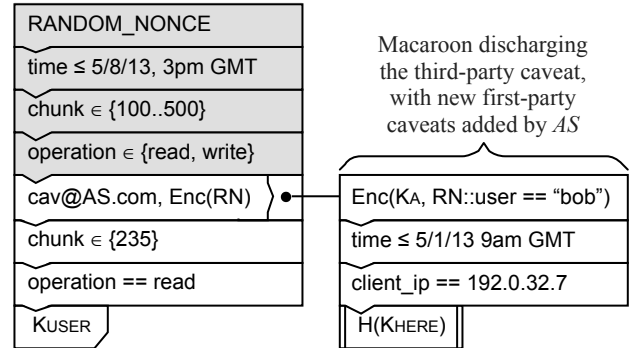 RANDOM_NONCE
time ≤ 5/8/13, 3pm GMT
chunk ∈ {100..500}
operation ∈ {read, write}
cav@AS.com, Enc(RN)
chunk ∈ {235}
operation == read
KUSER
Macaroon discharging
the third-party caveat,
with new first-party
caveats added by AS
Enc(KA, RN::user == “bob”)
time ≤ 5/1/13 9am GMT
client_ip == 192.0.32.7
H(KHERE)